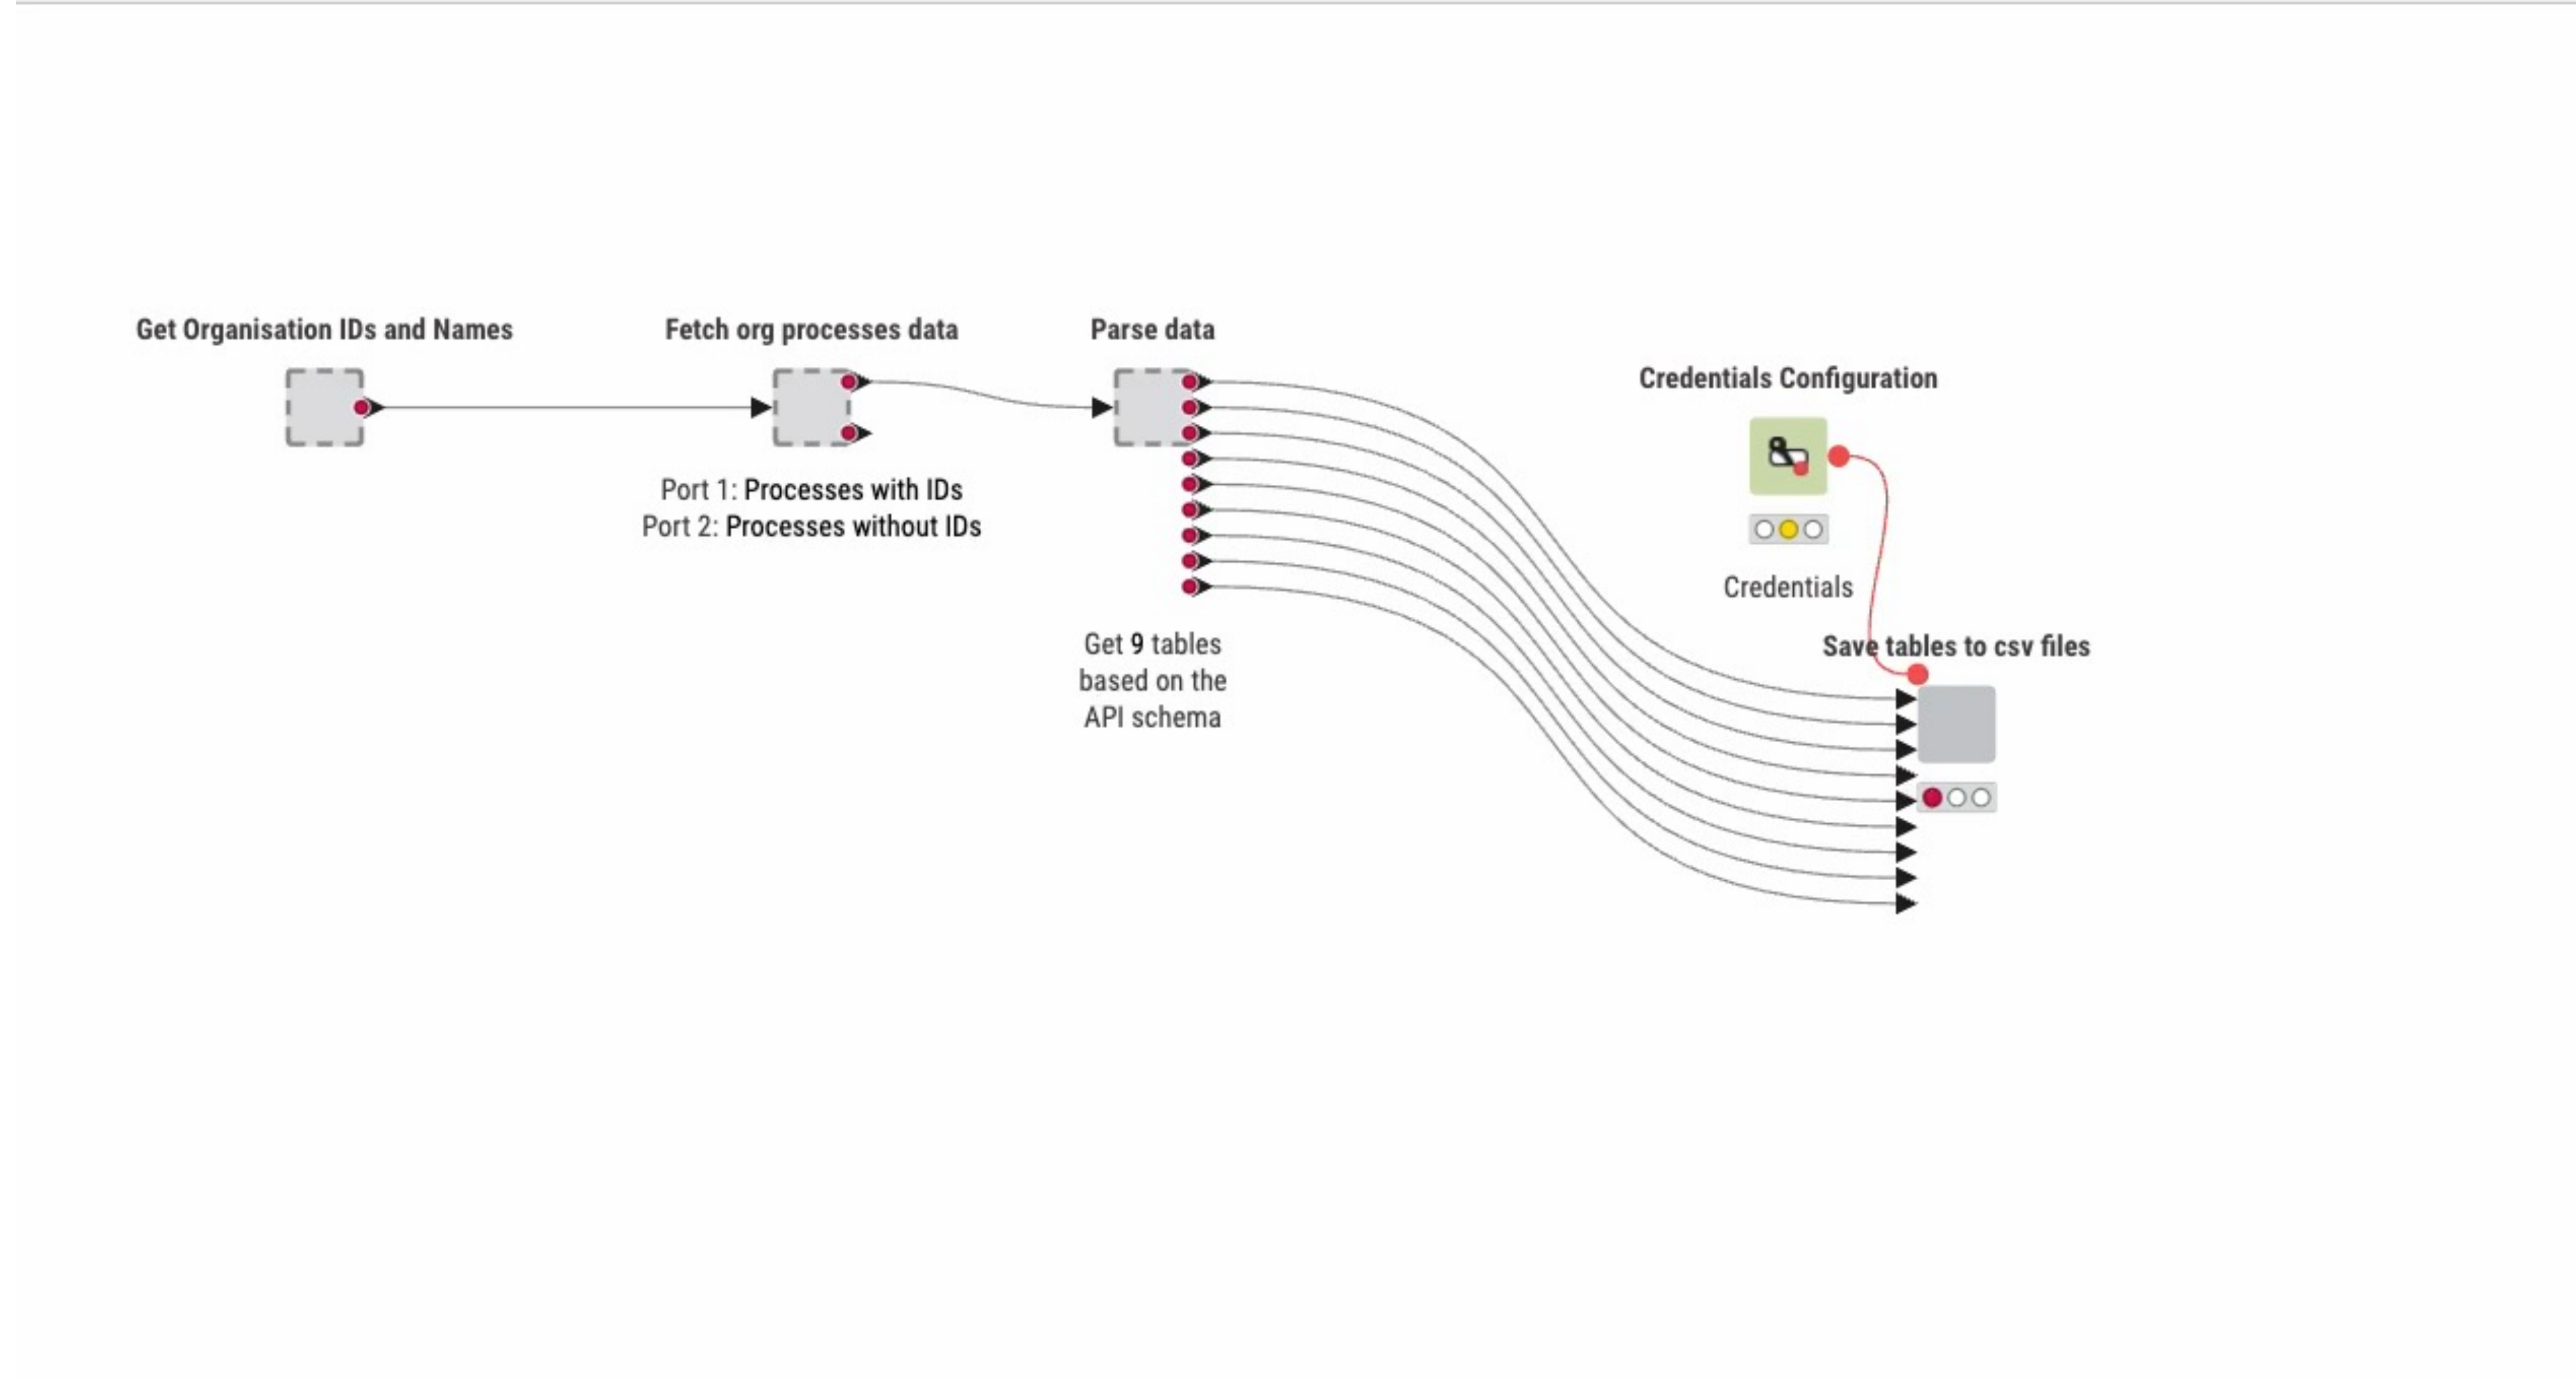 Get Organisation IDs and Names
Fetch org processes data
Port 1: Processes with IDs
Port 2: Processes without IDs
Parse data
Get 9 tables
based on the
API schema
Credentials Configuration
Credentials
Save tables to csv files